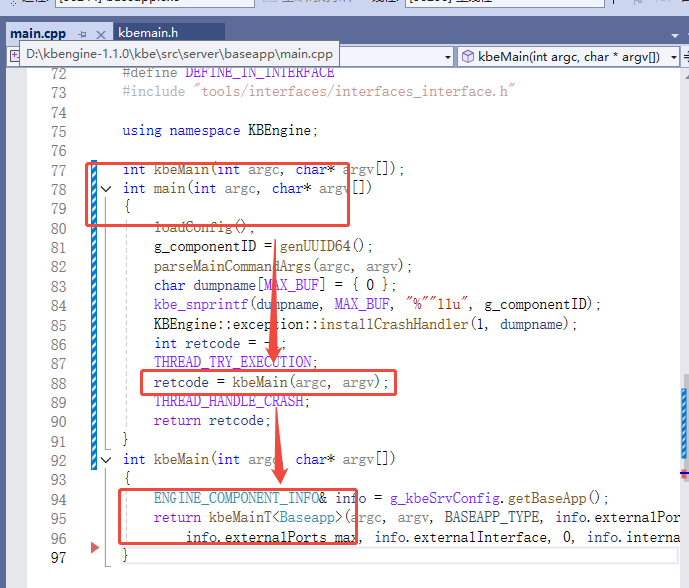 main.cpp
kbemain.h
D:\kbengine-1.1.0\kbe\src\server\baseapp\main.cpp
kbeMain(int argc, char * argv[])
72 #define DEFINE_IN_INTERFACE
73 #include "tools/interfaces/interfaces_interface.h"
74
75 using namespace KBEngine;
76
77 int kbeMain(int argc, char* argv[]);
78 int main(int argc, char* argv[])
79 {
80 loadConfig();
81 g_componentID = genUUID64();
82 parseMainCommandArgs(argc, argv);
83 char dumpname[MAX_BUF] = { 0 };
84 kbe_snprintf(dumpname, MAX_BUF, "%""llu", g_componentID);
85 KBEngine::exception::installCrashHandler(1, dumpname);
86 int retcode =
87 THREAD_TRY_EXECUTION;
88 retcode = kbeMain(argc, argv);
89 THREAD_HANDLE_CRASH;
90 return retcode;
91 }
92 int kbeMain(int argc, char* argv[])
93 {
94 ENGINE_COMPONENT_INFO& info = g_kbeSrvConfig.getBaseApp();
95 return kbeMainT<Baseapp>(argc, argv, BASEAPP_TYPE, info.externalPor
96 info.externalPorts_max, info.externalInterface, 0, info.interna
97 }